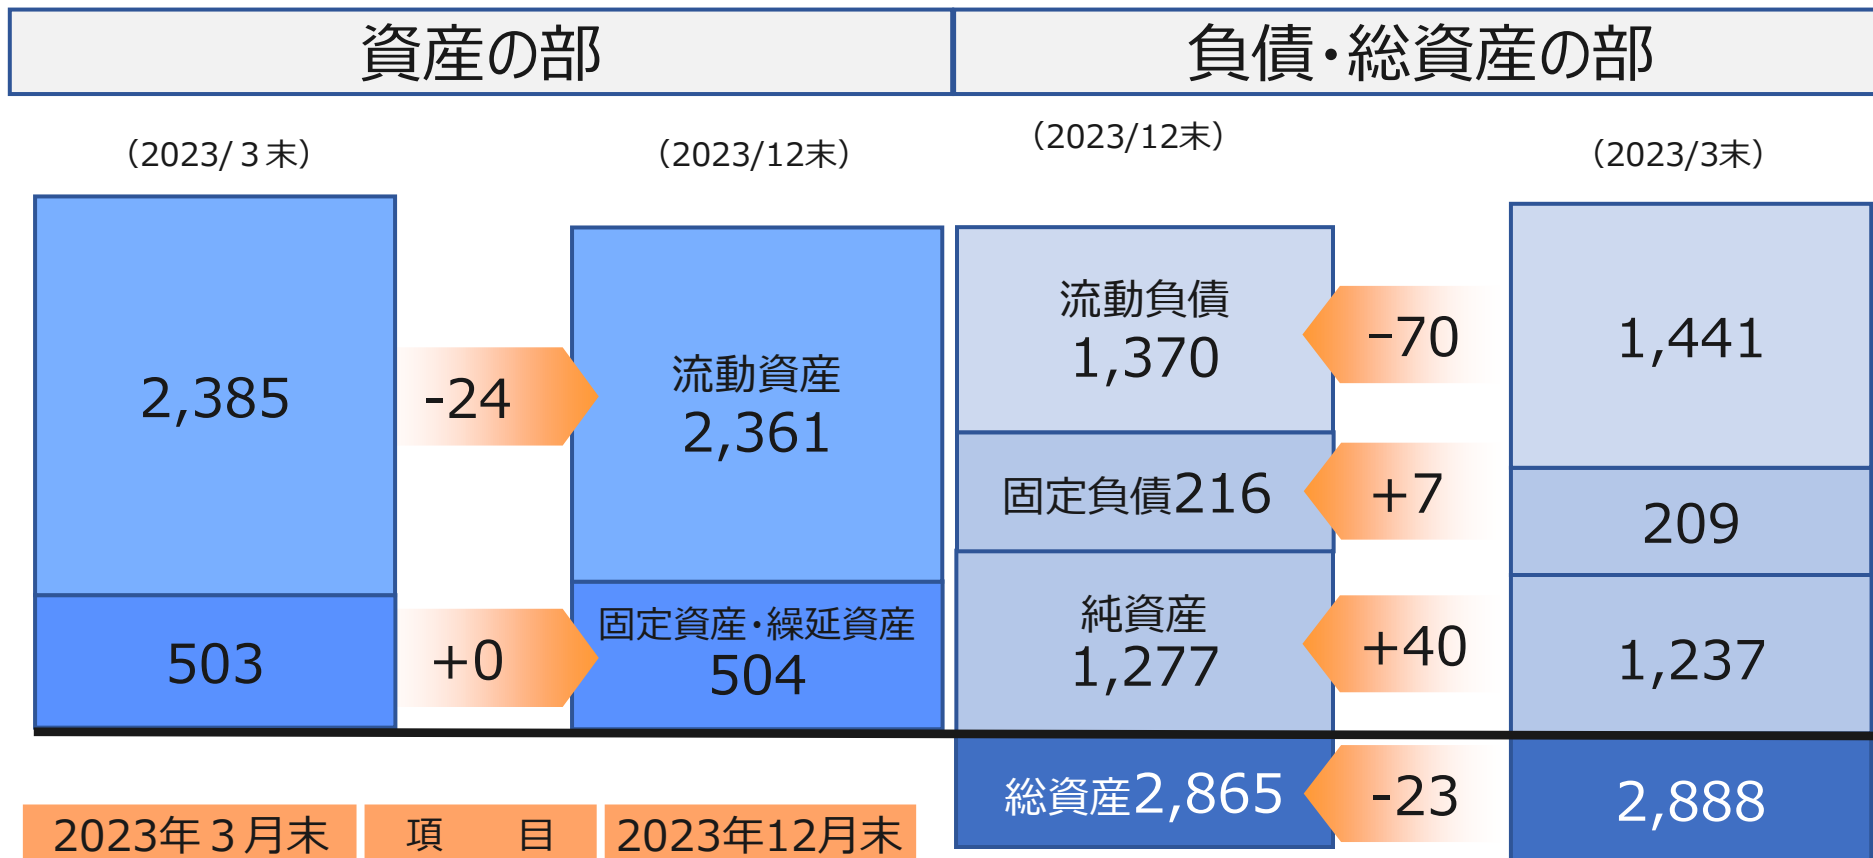 資産の部
負債・総資産の部
（2023/３末）
（2023/12末）
（2023/12末）
（2023/3末）
2,385
-24
流動資産
2,361
503
+0
固定資産・繰延資産
504
流動負債
1,370
-70
1,441
固定負債216
+7
209
純資産
1,277
+40
1,237
総資産2,865
-23
2,888
2023年３月末
項　　目
2023年12月末